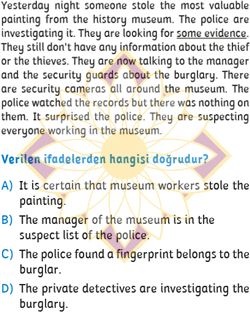 Yesterday night someone stole the most valuable
painting from the history museum. The police are
investigating it. They are looking for some evidence.
They still don't have any information about the thief
or the thieves. They are now talking to the manager
and the security guards about the burglary. There
are security cameras all around the museum. The
police watched the records but there was nothing on
them. It surprised the police. They are suspecting
everyone working in the museum.
Verilen ifadelerden hangisi doğrudur?
A) It is certain that museum workers stole the
painting.
B) The manager of the museum is in the
suspect list of the police.
C) The police found a fingerprint belongs to the
burglar.
D) The private detectives are investigating the
burglary.